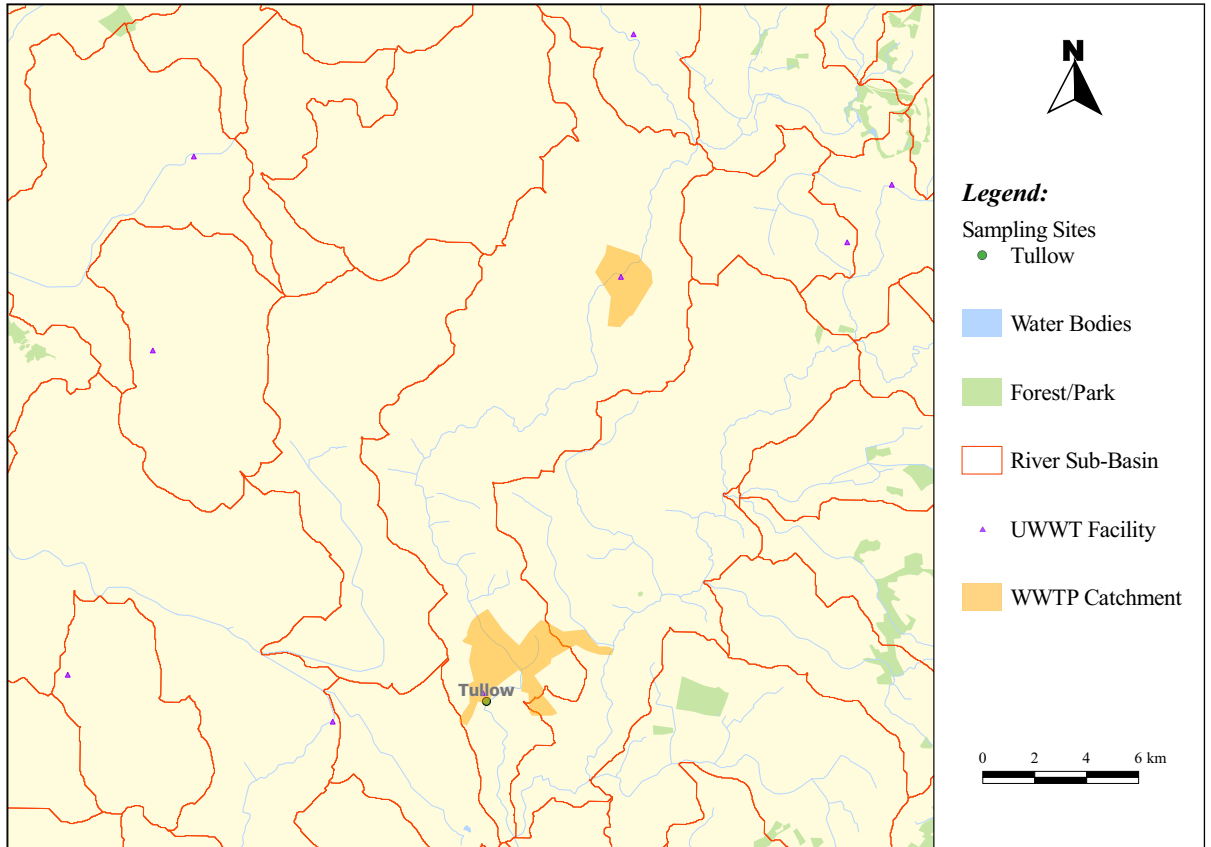 N
Legend:
Sampling Sites
Tullow
Water Bodies
Forest/Park
River Sub-Basin
UWWT Facility
WWTP Catchment
Tullow
0 2 4 6 km